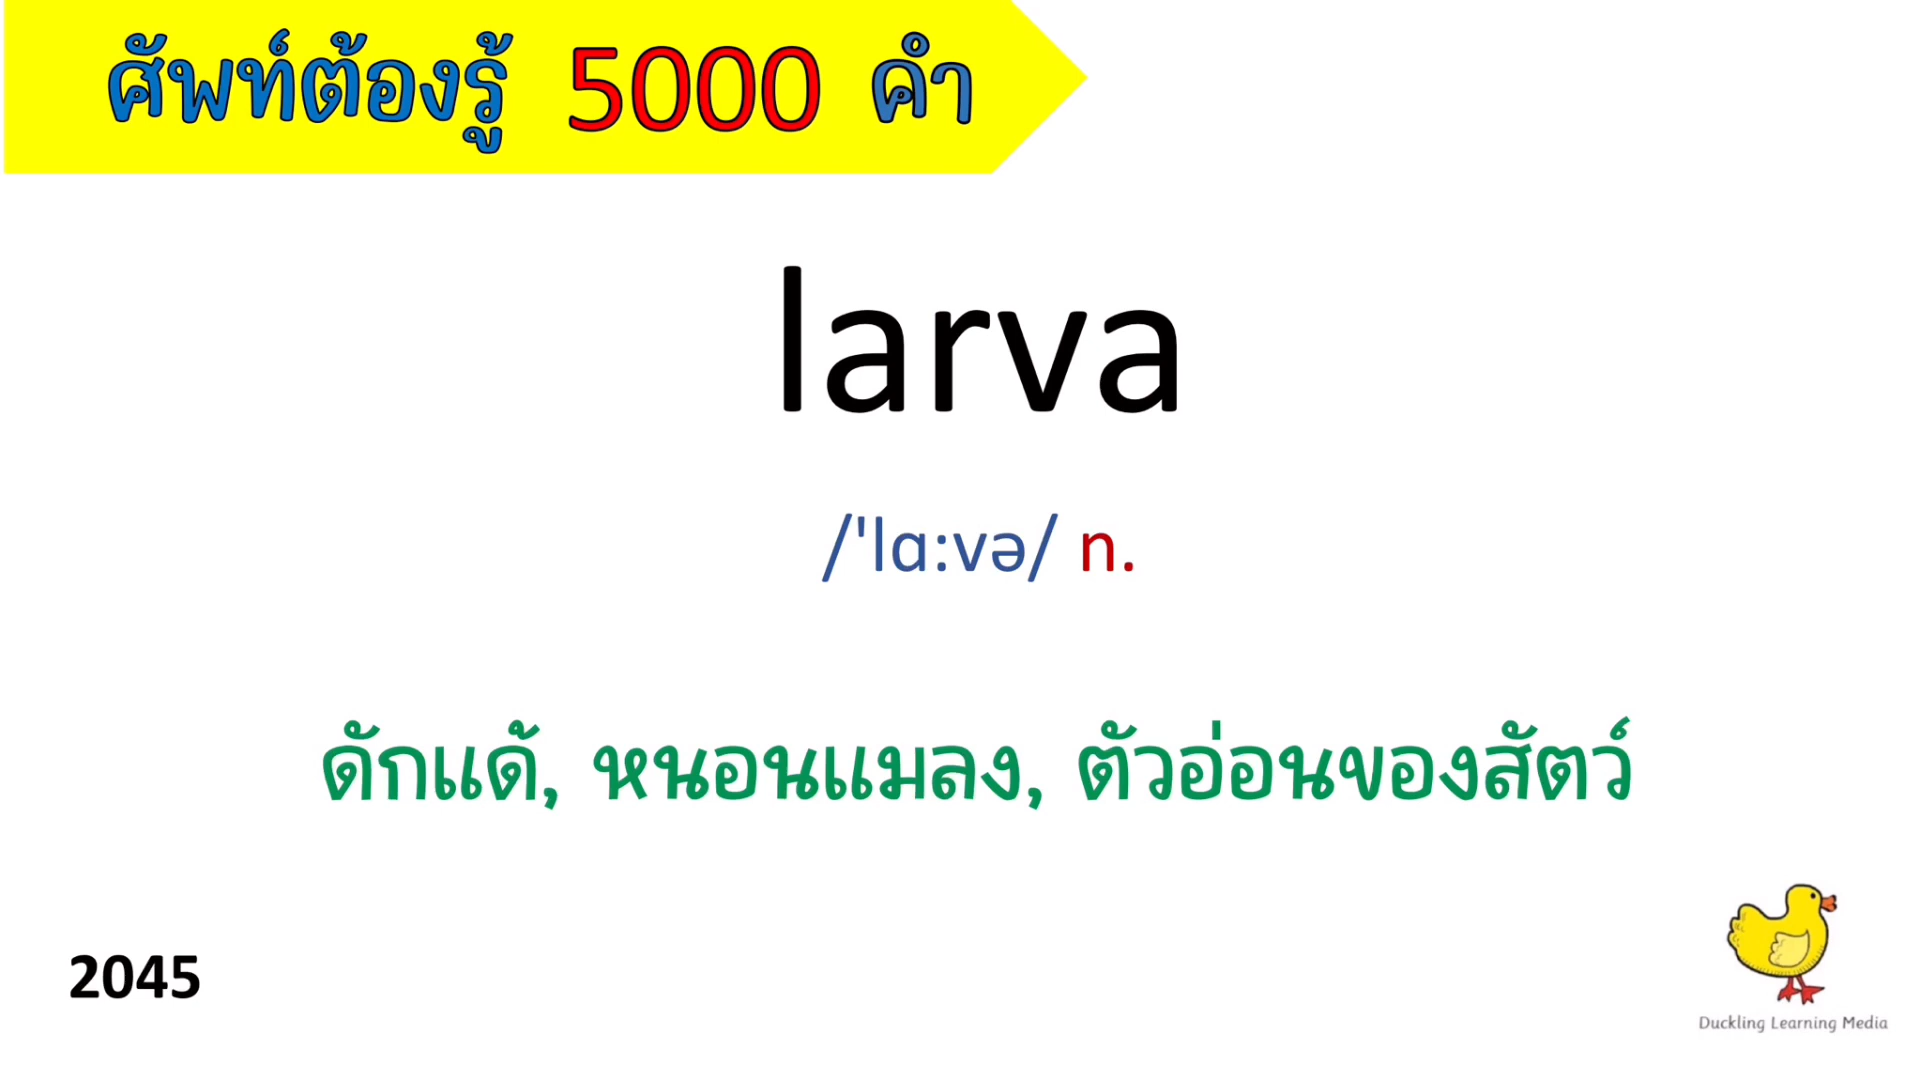 ศัพท์ต้องรู้ 5000 คำ
larva
/'lɑ:və/ n.
ดักแด้, หนอนแมลง, ตัวอ่อนของสัตว์
2045
Duckling Learning Media